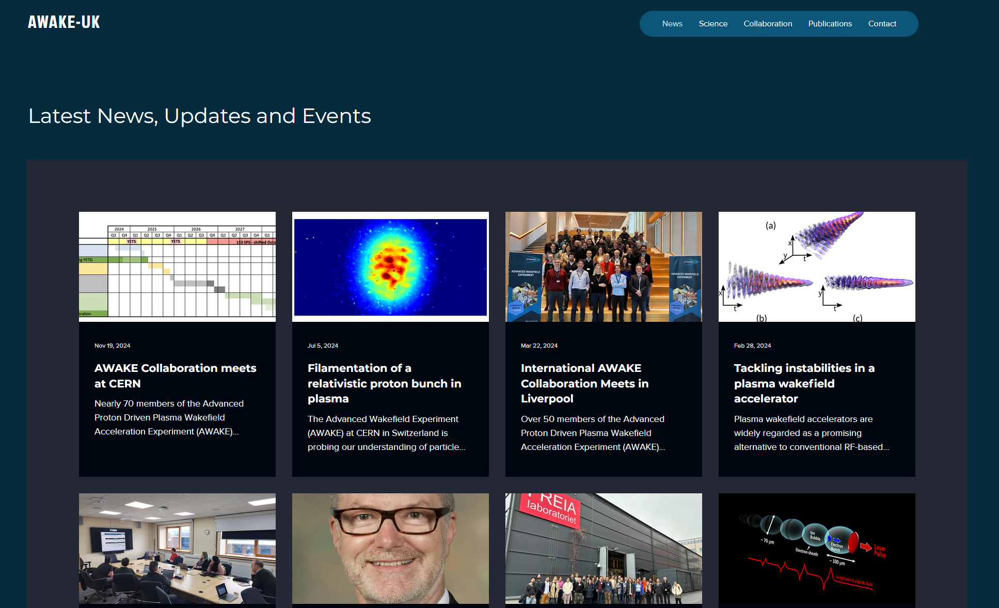 AWAKE-UK
News Science Collaboration Publications Contact
Latest News, Updates and Events
2024 2025 2026 2027
Q3 Q4 Q1 Q2 Q3 Q4 Q1 Q2 Q3 Q4 Q1 Q2 Q3 Q4 Q1
YETS YETS LS3 SPS - shifted Octo
ng YETS)
eration
Nov 19, 2024
AWAKE Collaboration meets
at CERN
Nearly 70 members of the Advanced
Proton Driven Plasma Wakefield
Acceleration Experiment (AWAKE)...
Jul 5, 2024
Filamentation of a
relativistic proton bunch in
plasma
The Advanced Wakefield Experiment
(AWAKE) at CERN in Switzerland is
probing our understanding of particle...
AWAKE
ADVANCED WAKEFIELD
EXPERIMENT
Collaboration
Meeting
AWAKE
ADVANCED WAKEFIELD
EXPERIMENT
Collaboration
Meeting
Mar 22, 2024
International AWAKE
Collaboration Meets in
Liverpool
Over 50 members of the Advanced
Proton Driven Plasma Wakefield
Acceleration Experiment (AWAKE)...
(a)
x
y
t
x
t
(b)
y
t
(c)
Feb 28, 2024
Tackling instabilities in a
plasma wakefield
accelerator
Plasma wakefield accelerators are
widely regarded as a promising
alternative to conventional RF-based...
FREIA
laboratoriet
~ 70 µm
Ion
Bubble
Electron
Bunch
Electron sheath
~ 100 µm
Laser
Pulse
Longitudinal electric field